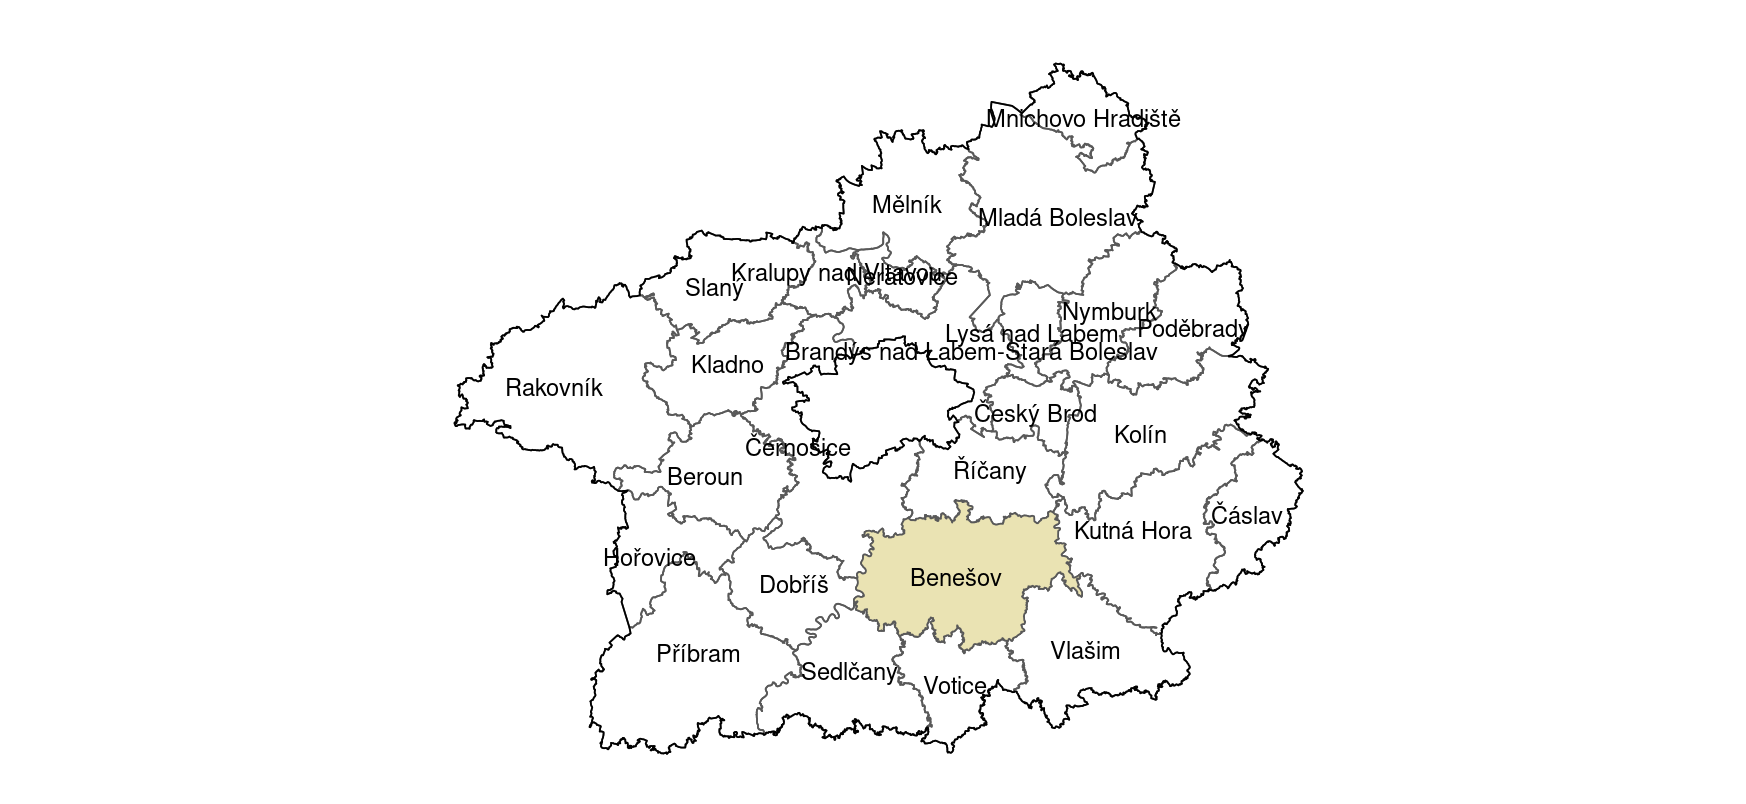 Mnichovo Hradiště
Mělník
Mladá Boleslav
Kralupy nad Vltavou
Neratovice
Slaný
Nymburk
Poděbrady
Lysá nad Labem
Brandýs nad Labem-Stará Boleslav
Kladno
Rakovník
Český Brod
Kolín
Černošice
Říčany
Beroun
Čáslav
Kutná Hora
Hořovice
Benešov
Dobříš
Vlašim
Příbram
Sedlčany
Votice